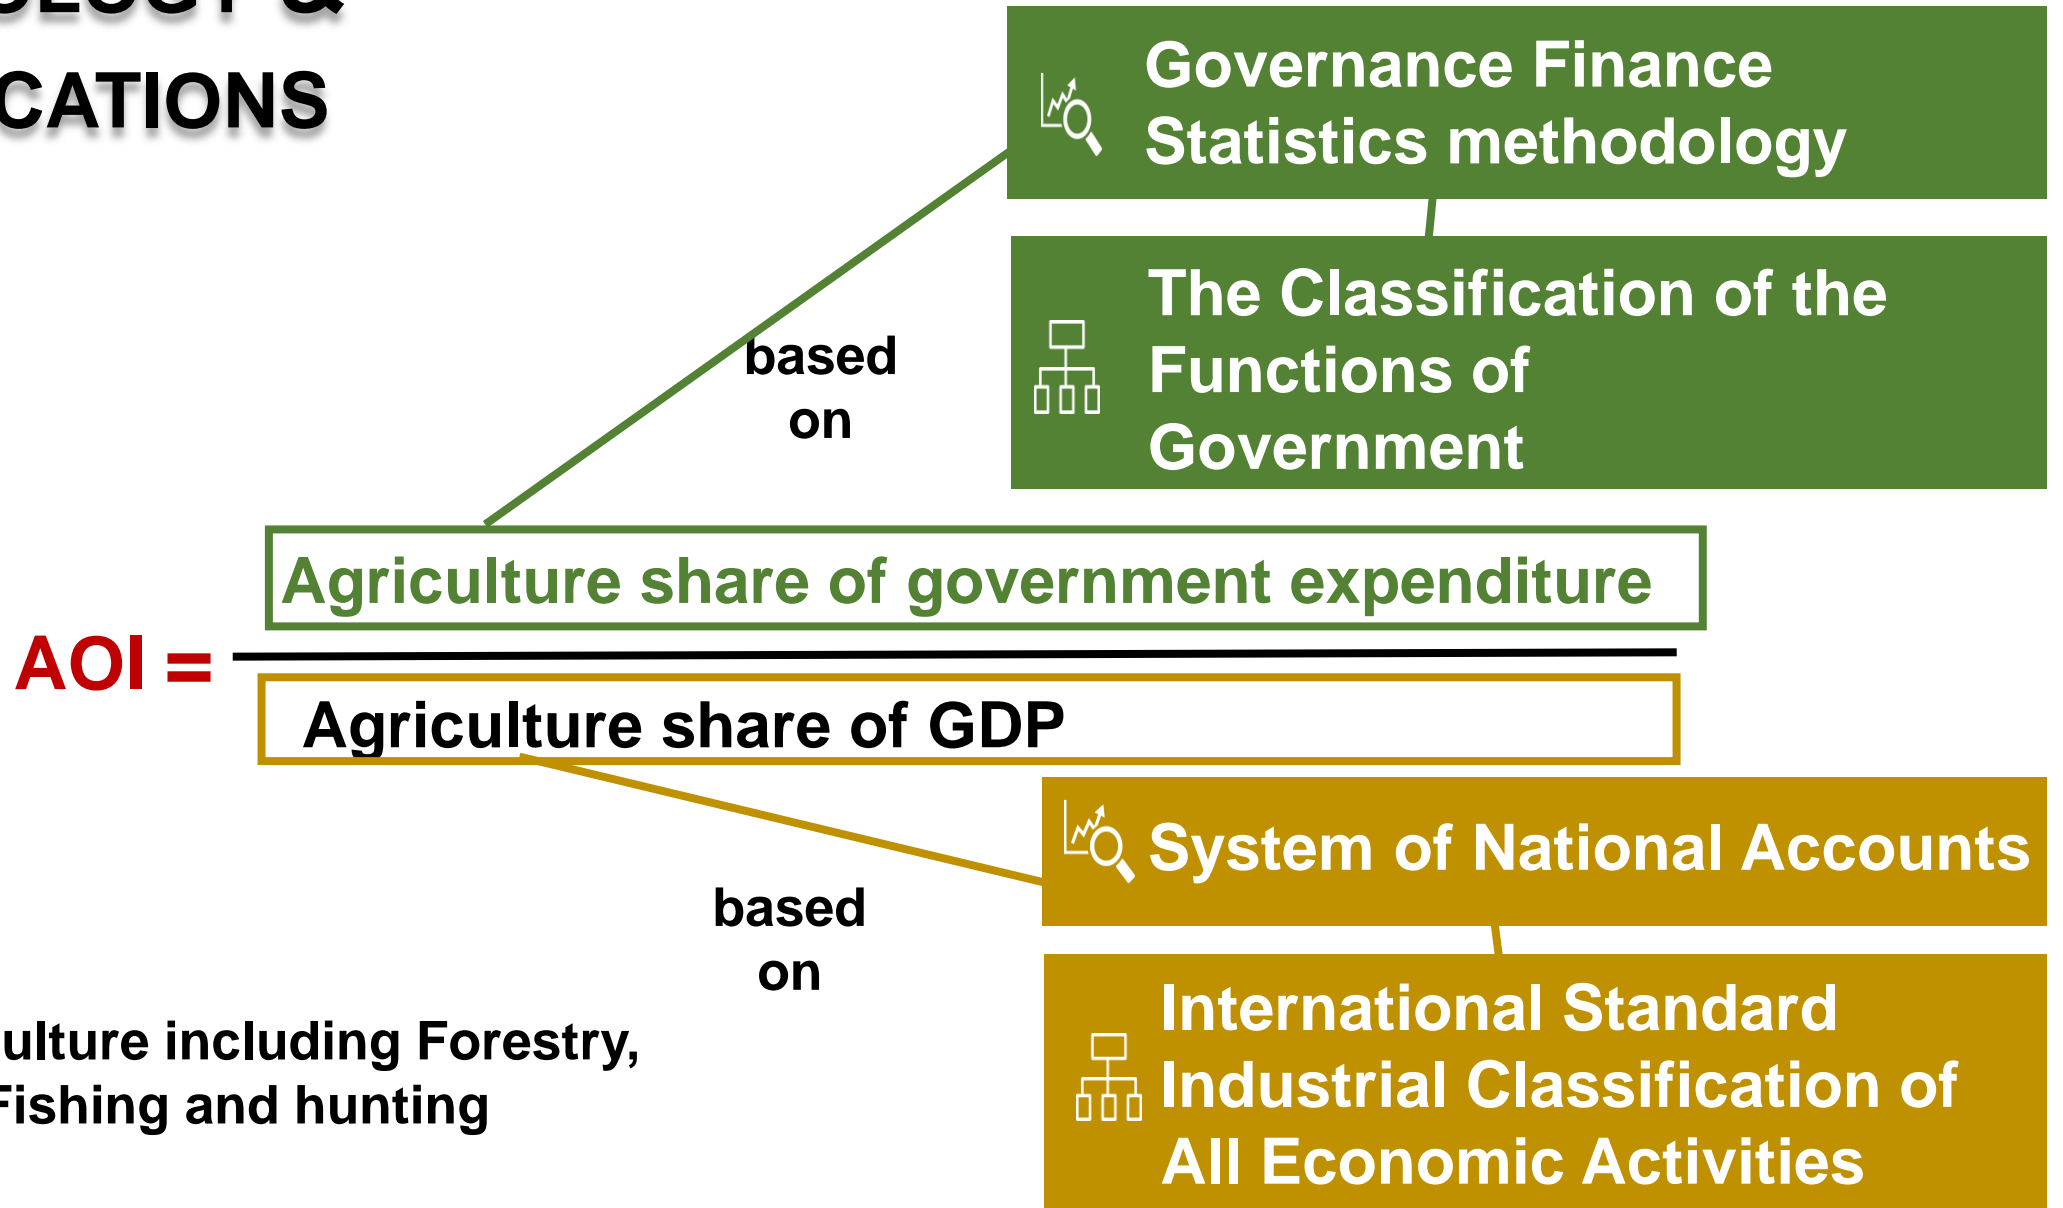 CATIONS
Governance Finance
Statistics methodology
The Classification of the
Functions of
Government
based
on
Agriculture share of government expenditure
AOI =
Agriculture share of GDP
System of National Accounts
based
on
International Standard
Industrial Classification of
All Economic Activities
ulture including Forestry,
Fishing and hunting